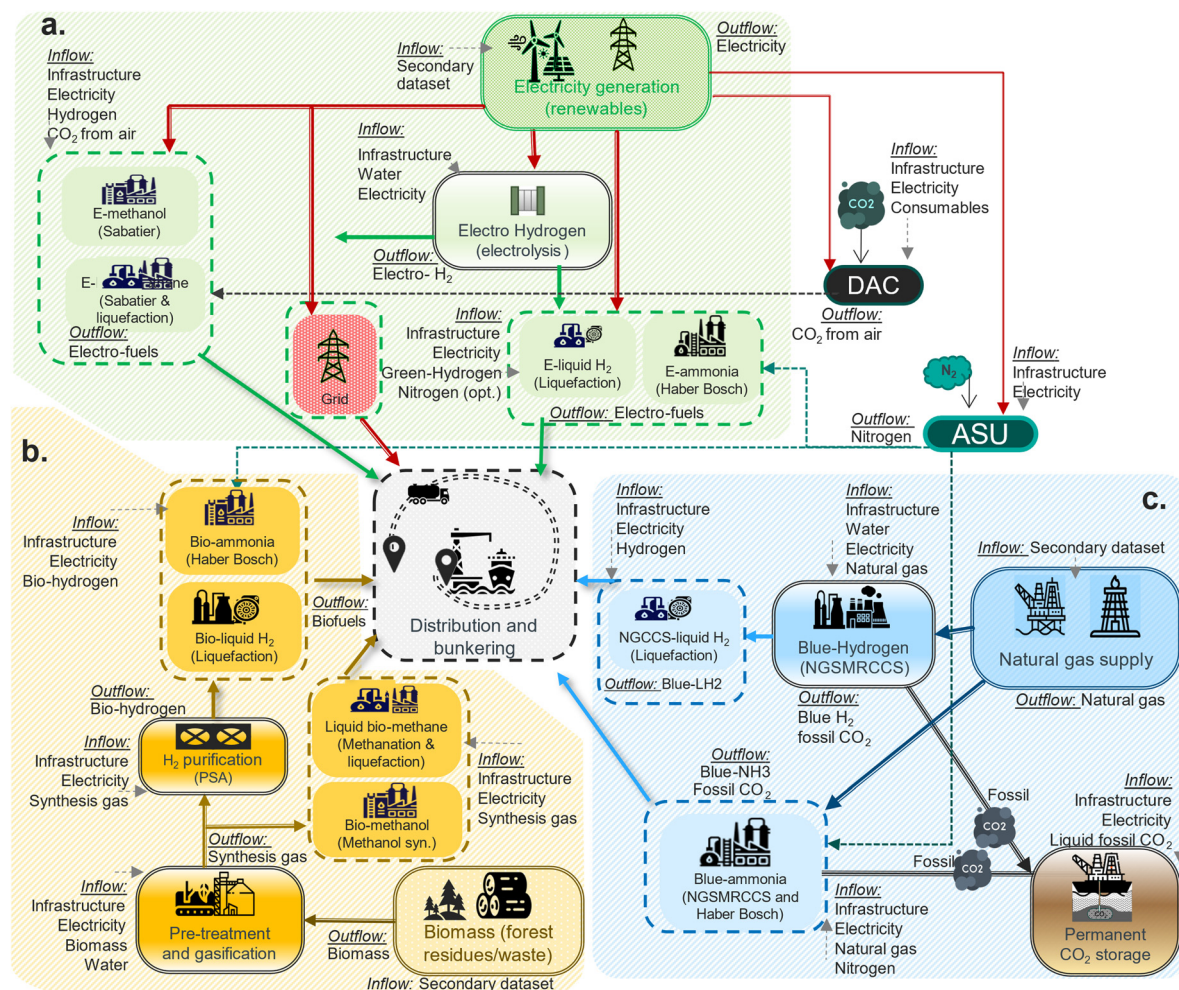 a.
Inflow:
Infrastructure
Electricity
Hydrogen
CO2 from air
Inflow:
Secondary
dataset
Electricity generation
(renewables)
Outflow:
Electricity
Inflow:
Infrastructure
Water
Electricity
Electro Hydrogen
(electrolysis)
Outflow:
Electro- H2
E-methanol
(Sabatier)
E-
(Sabatier &
liquefaction)
Outflow:
Electro-fuels
Grid
Inflow:
Infrastructure
Electricity
Green-Hydrogen
Nitrogen (opt.)
E-liquid H2
(Liquefaction)
E-ammonia
(Haber Bosch)
Outflow: Electro-fuels
CO2
Inflow:
Infrastructure
Electricity
Consumables
DAC
Outflow:
CO2 from air
N2
Inflow:
Infrastructure
Electricity
Outflow:
Nitrogen
ASU
b.
Inflow:
Infrastructure
Electricity
Bio-hydrogen
Bio-ammonia
(Haber Bosch)
Bio-liquid H2
(Liquefaction)
Outflow:
Biofuels
Distribution and
bunkering
Outflow:
Bio-hydrogen
Inflow:
Infrastructure
Electricity
Synthesis gas
H2 purification
(PSA)
Liquid bio-methane
(Methanation &
liquefaction)
Bio-methanol
(Methanol syn.)
Inflow:
Infrastructure
Electricity
Synthesis gas
Outflow:
Synthesis gas
Inflow:
Infrastructure
Electricity
Biomass
Water
Pre-treatment
and gasification
Outflow:
Biomass
Biomass (forest
residues/waste)
Inflow: Secondary dataset
c.
Inflow:
Infrastructure
Electricity
Hydrogen
NGCCS-liquid H2
(Liquefaction)
Outflow: Blue-LH2
Inflow:
Infrastructure
Water
Electricity
Natural gas
Blue-Hydrogen
(NGSMRCCS)
Outflow:
Blue H2
fossil CO2
Inflow: Secondary dataset
Natural gas supply
Outflow: Natural gas
Outflow:
Blue-NH3
Fossil CO2
Blue-ammonia
(NGSMRCCS and
Haber Bosch)
Inflow:
Infrastructure
Electricity
Natural gas
Nitrogen
Fossil
CO2
Fossil
CO2
Inflow:
Infrastructure
Electricity
Liquid fossil CO2
CO2
Permanent
CO2 storage